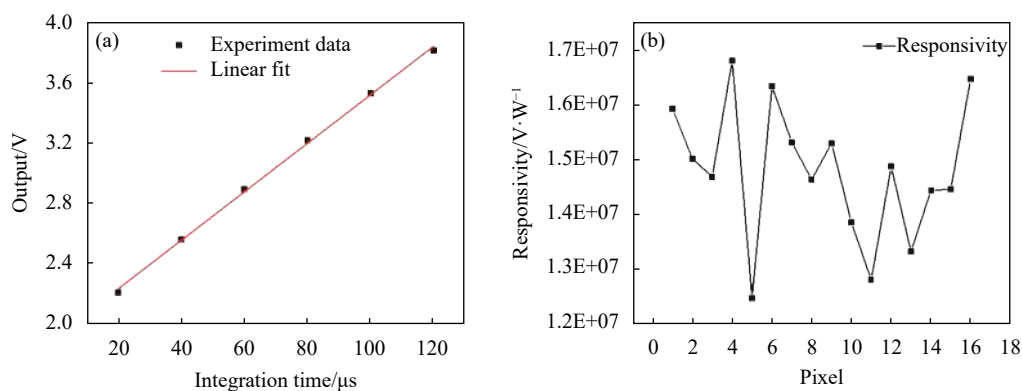 (a)
Experiment data
Linear fit
4.0
3.6
3.2
2.8
2.4
2.0
Output/V
20 40 60 80 100 120
Integration time/μs
(b)
Responsivity
1.7E+07
1.6E+07
1.5E+07
1.4E+07
1.3E+07
1.2E+07
Responsivity/V·W⁻¹
0 2 4 6 8 10 12 14 16 18
Pixel